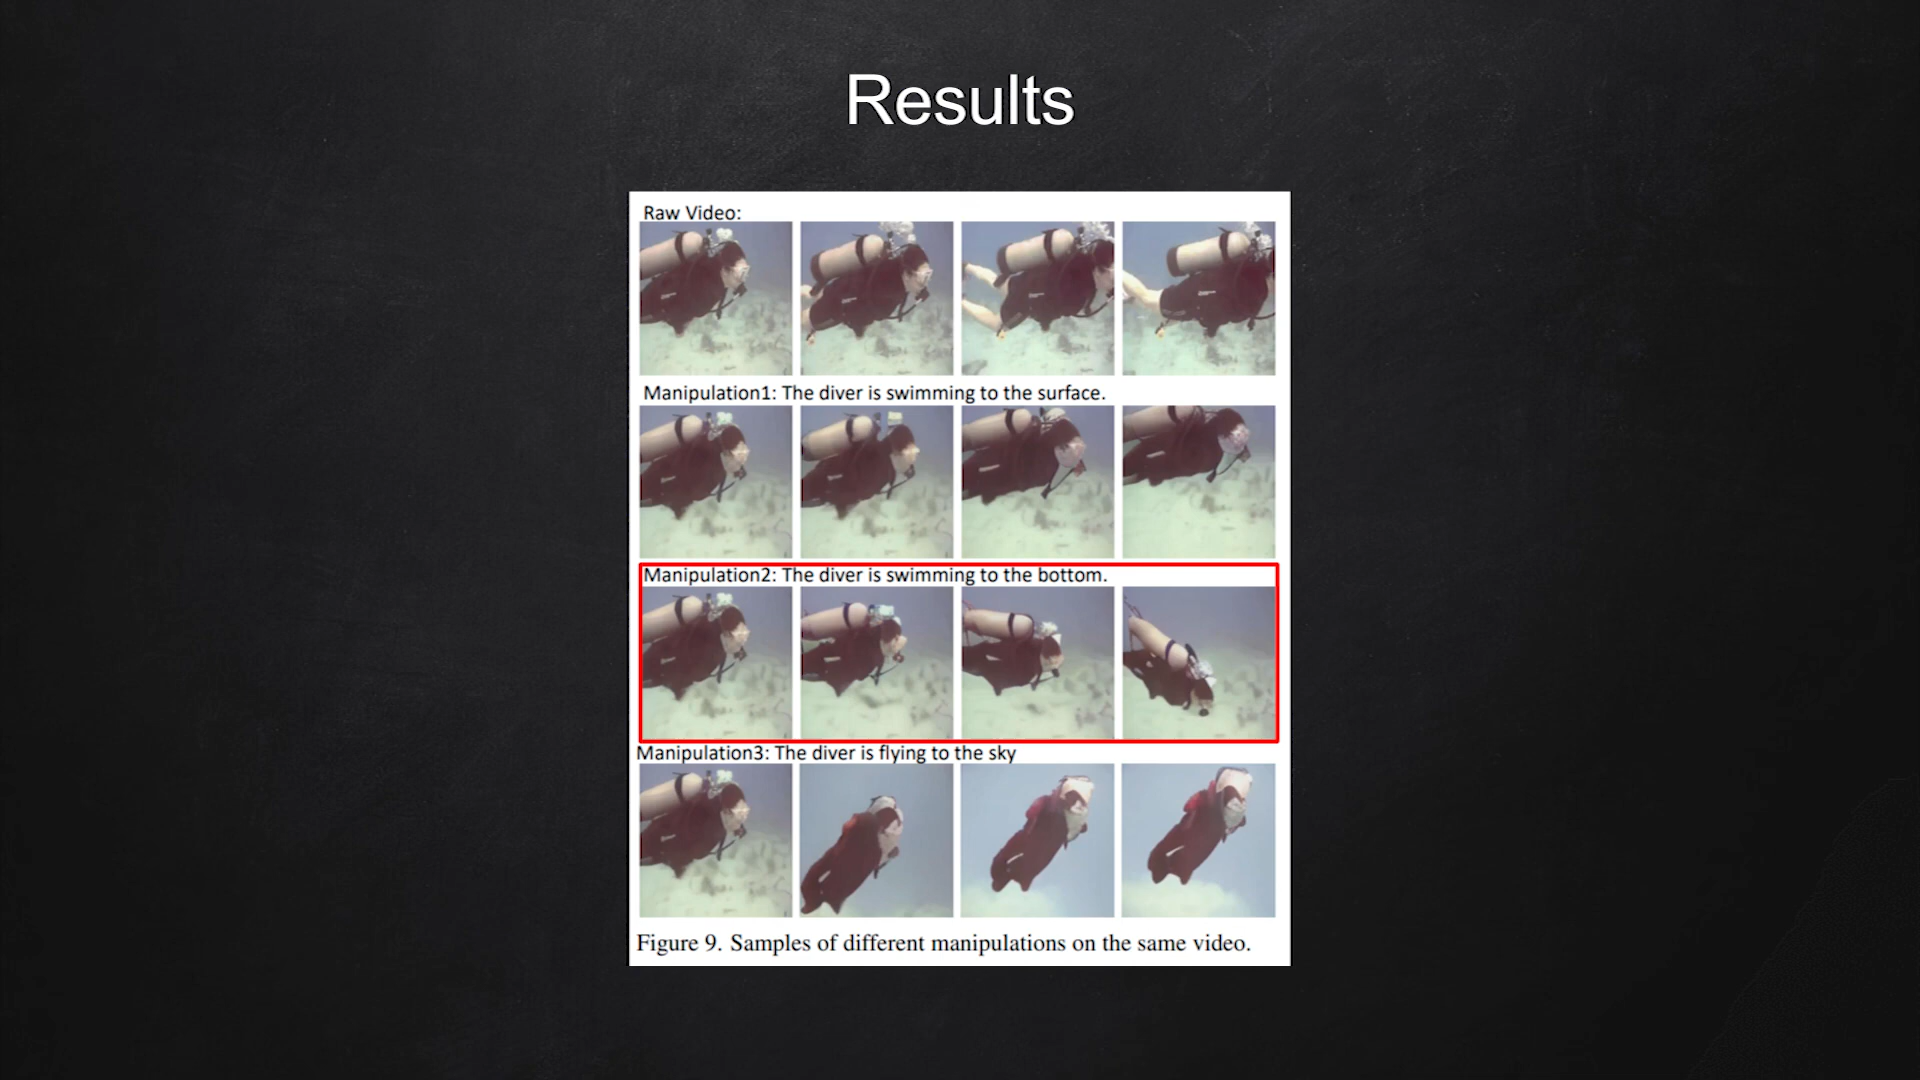 Results
Raw Video:
Manipulation1: The diver is swimming to the surface.
Manipulation2: The diver is swimming to the bottom.
Manipulation3: The diver is flying to the sky
Figure 9. Samples of different manipulations on the same video.